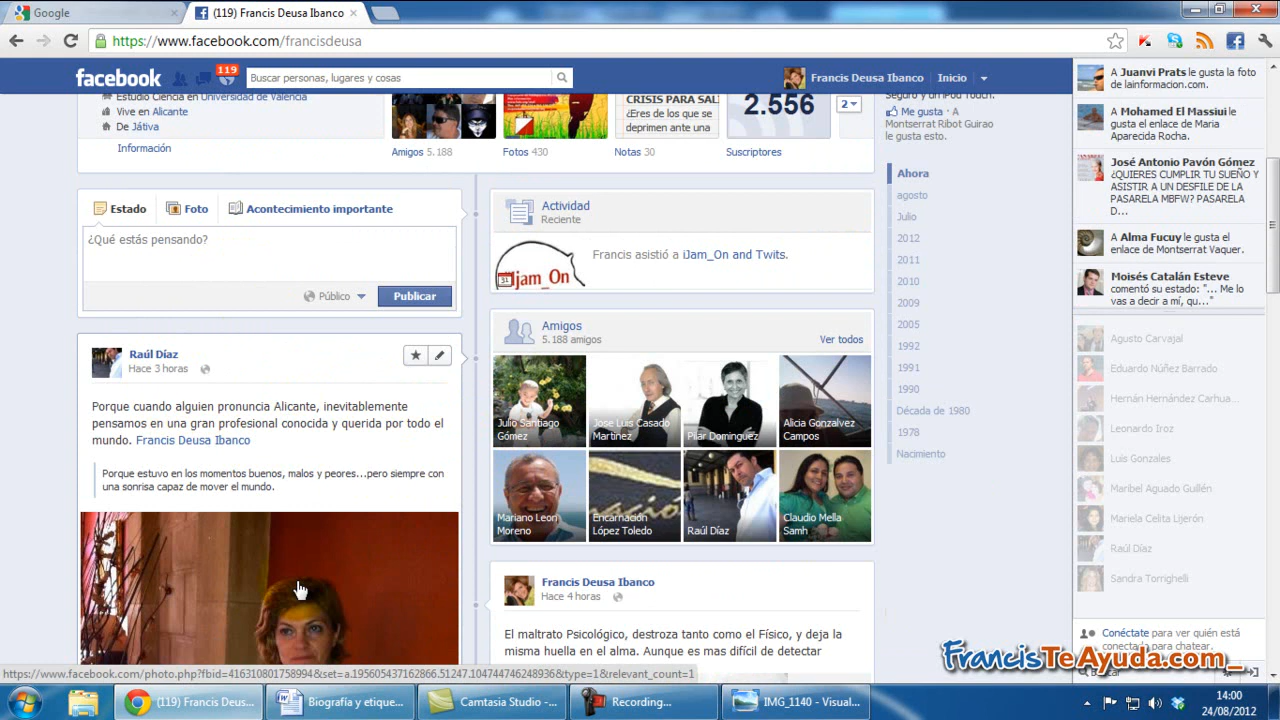 Google
(119) Francis Deusa Ibanco
https://www.facebook.com/francisdeusa
facebook
119
Buscar personas, lugares y cosas
Francis Deusa Ibanco
Inicio
Estudió Ciencia en Universidad de Valencia
Vive en Alicante
De Játiva
Información
Amigos 5.188
Fotos 430
CRISIS PARA SAL
¿Eres de los que se
deprimen ante una
Notas 30
2.556
Suscriptores
2
Seguro y un iPod Touch.
Me gusta · A
Montserrat Ribot Guirao
le gusta esto.
Estado
Foto
Acontecimiento importante
¿Qué estás pensando?
Público
Publicar
Actividad
Reciente
Francis asistió a iJam_On and Twits.
ijam_On
31
Amigos
5.188 amigos
Ver todos
Julio Santiago
Gómez
Jose Luis Casado
Martinez
Pilar Dominguez
Alicia Gonzalvez
Campos
Mariano Leon
Moreno
Encarnación
López Toledo
Raúl Díaz
Claudio Mella
Samh
Raúl Díaz
Hace 3 horas
Porque cuando alguien pronuncia Alicante, inevitablemente
pensamos en una gran profesional conocida y querida por todo el
mundo. Francis Deusa Ibanco
Porque estuvo en los momentos buenos, malos y peores...pero siempre con
una sonrisa capaz de mover el mundo.
Francis Deusa Ibanco
Hace 4 horas
El maltrato Psicológico, destroza tanto como el Físico, y deja la
misma huella en el alma. Aunque es mas difícil de detectar
Ahora
agosto
Julio
2012
2011
2010
2009
2005
1992
1991
1990
Década de 1980
1978
Nacimiento
A Juanvi Prats le gusta la foto
de lainformacion.com.
A Mohamed El Massiui le
gusta el enlace de Maria
Aparecida Rocha.
José Antonio Pavón Gómez
¿QUIERES CUMPLIR TU SUEÑO Y
ASISTIR A UN DESFILE DE LA
PASARELA MBFW? PASARELA
D...
A Alma Fucuy le gusta el
enlace de Montserrat Vaquer.
Moisés Catalán Esteve
comentó su estado: "... Me lo
vas a decir a mí, qu..."
Agusto Carvajal
Eduardo Núñez Barrado
Hernán Hernández Carhua ...
Leonardo Iroz
Luis Gonzales
Maribel Aguado Guillén
Mariela Celita Lijerón
Raúl Díaz
Sandra Torrighelli
Conéctate para ver quién está
conectado para chatear.
FrancisTeAyuda.com_
https://www.facebook.com/photo.php?fbid=416310801758994&set=a.195605437162866.51247.104744746248936&type=1&relevant_count=1
(119) Francis Deus...
Biografia y etique...
Camtasia Studio -...
Recording...
IMG_1140 - Visual...
14:00
24/08/2012